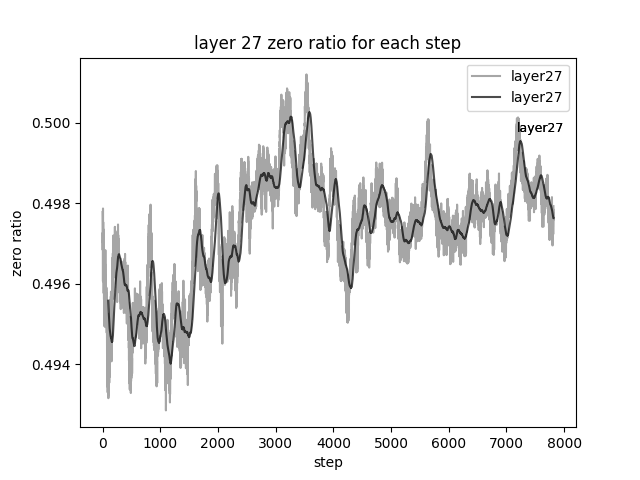 layer 27 zero ratio for each step
layer27
layer27
layer27
0.500
0.498
0.496
0.494
zero ratio
0 1000 2000 3000 4000 5000 6000 7000 8000
step